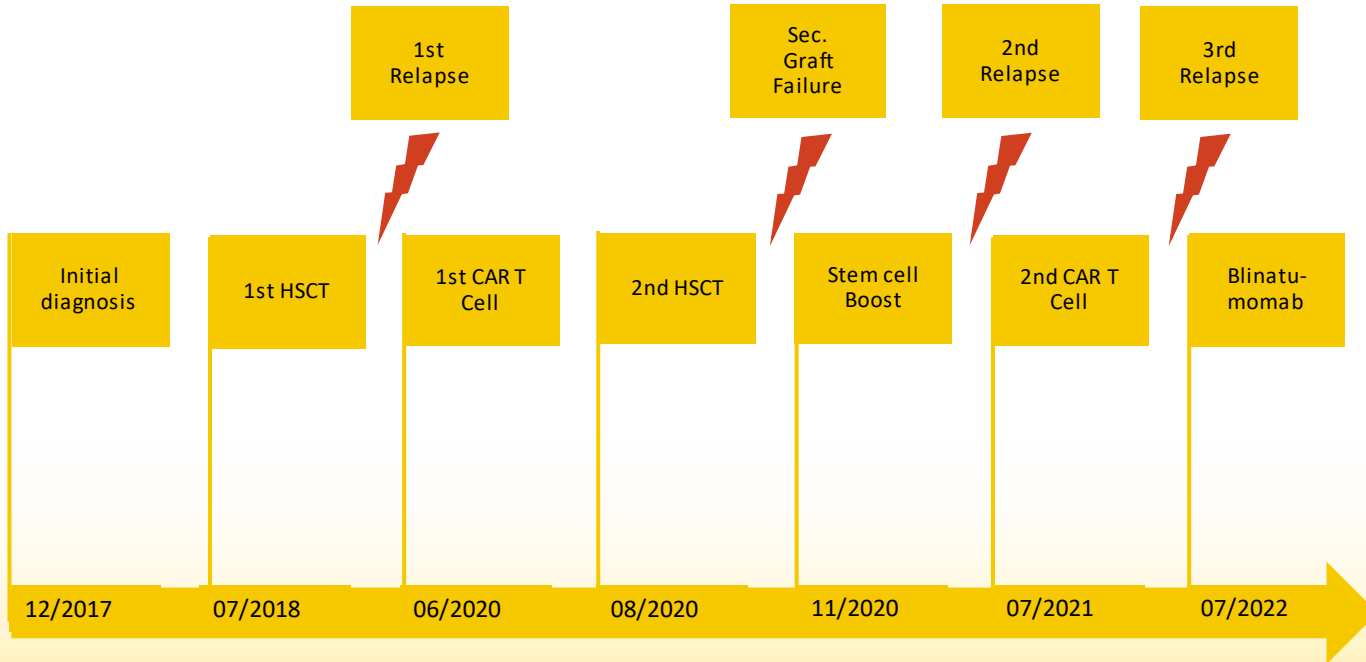 1st
Relapse
Sec.
Graft
Failure
2nd
Relapse
3rd
Relapse
Initial
diagnosis
1st HSCT
1st CAR T
Cell
2nd HSCT
Stem cell
Boost
2nd CAR T
Cell
Blinatu-
momab
12/2017
07/2018
06/2020
08/2020
11/2020
07/2021
07/2022